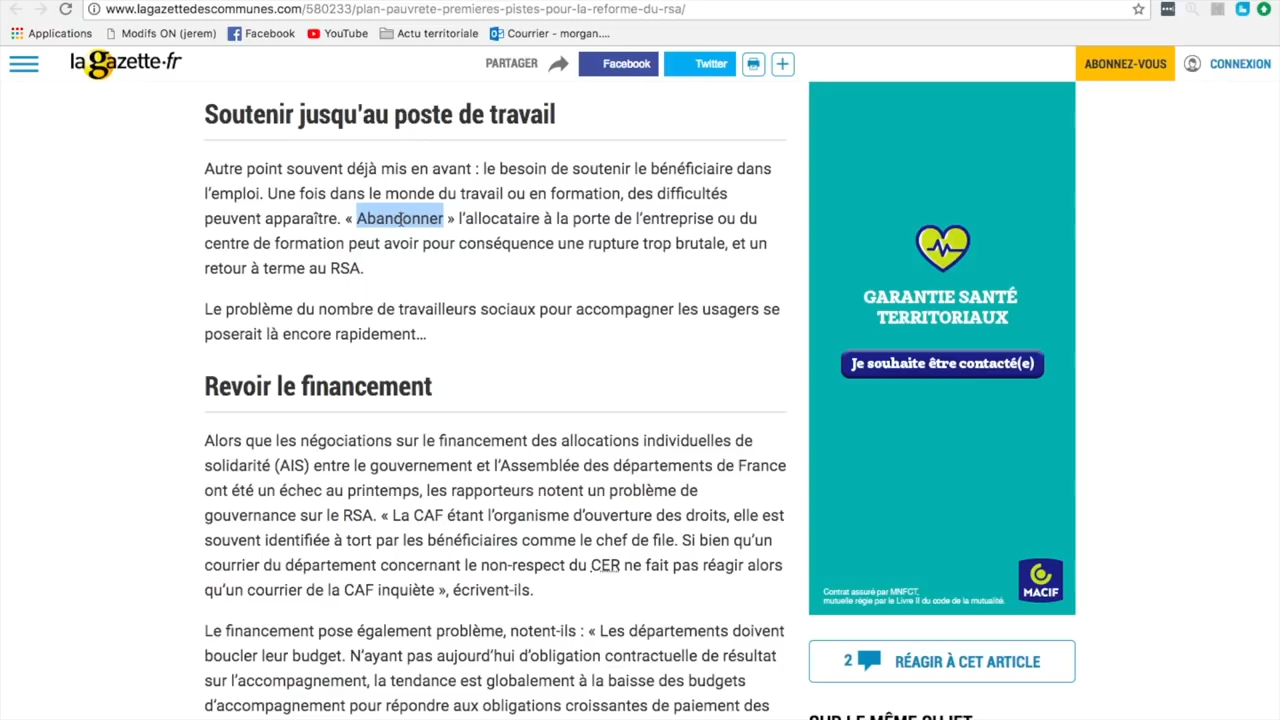 www.lagazettedescommunes.com/580233/plan-pauvrete-premieres-pistes-pour-la-reforme-du-rsa/
Applications
Modifs ON (jerem)
Facebook
YouTube
Actu territoriale
Courrier - morgan....
la gazette·fr
PARTAGER
Facebook
Twitter
ABONNEZ-VOUS
CONNEXION
Soutenir jusqu'au poste de travail
Autre point souvent déjà mis en avant : le besoin de soutenir le bénéficiaire dans
l'emploi. Une fois dans le monde du travail ou en formation, des difficultés
peuvent apparaître. « Abandonner » l'allocataire à la porte de l'entreprise ou du
centre de formation peut avoir pour conséquence une rupture trop brutale, et un
retour à terme au RSA.
Le problème du nombre de travailleurs sociaux pour accompagner les usagers se
poserait là encore rapidement…
Revoir le financement
Alors que les négociations sur le financement des allocations individuelles de
solidarité (AIS) entre le gouvernement et l'Assemblée des départements de France
ont été un échec au printemps, les rapporteurs notent un problème de
gouvernance sur le RSA. « La CAF étant l'organisme d'ouverture des droits, elle est
souvent identifiée à tort par les bénéficiaires comme le chef de file. Si bien qu'un
courrier du département concernant le non-respect du CER ne fait pas réagir alors
qu'un courrier de la CAF inquiète », écrivent-ils.
Le financement pose également problème, notent-ils : « Les départements doivent
boucler leur budget. N'ayant pas aujourd'hui d'obligation contractuelle de résultat
sur l'accompagnement, la tendance est globalement à la baisse des budgets
d'accompagnement pour répondre aux obligations croissantes de paiement des
GARANTIE SANTÉ
TERRITORIAUX
Je souhaite être contacté(e)
Contrat assuré par MNFCT,
mutuelle régie par le Livre II du code de la mutualité.
MACIF
2 RÉAGIR À CET ARTICLE
SUR LE MÊME SUJET